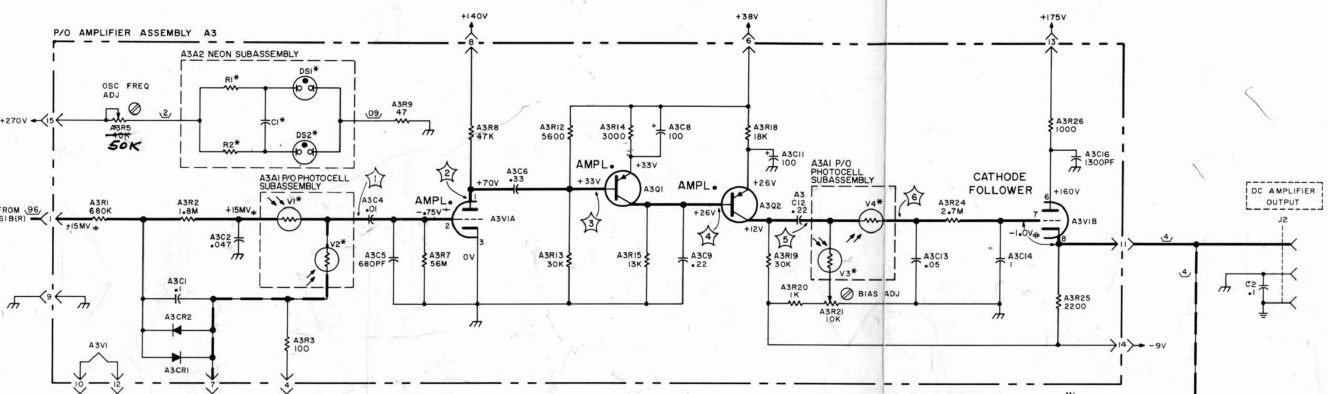 +140V
+38V
+175V
P/O AMPLIFIER ASSEMBLY A3
8
6
13
A3A2 NEON SUBASSEMBLY
OSC FREQ
ADJ
R1*
DS1*
C1*
R2*
DS2*
+270V
15
A3R5
40K
50K
2
09
A3R9
47
A3R8
47K
A3R12
5600
A3R14
3000
A3C8
100
A3R18
18K
A3C11
100
A3R26
1000
A3C16
1300PF
A3A1 P/O PHOTOCELL
SUBASSEMBLY
1
2
+70V
A3C6
.33
AMPL.
+33V
+33V
A3Q1
3
AMPL.
+26V
+26V
A3Q2
+12V
4
A3A1 P/O
PHOTOCELL
SUBASSEMBLY
6
CATHODE
FOLLOWER
+160V
DC AMPLIFIER
OUTPUT
FROM
S1B(R)
96
1
A3R1
680K
+15MV*
A3R2
1.8M
+15MV*
A3C2
.047
V1*
V2*
A3C4
.01
AMPL.
-.75V
1
2
3
A3V1A
0V
A3C5
680PF
A3R7
56M
A3R13
30K
A3R15
13K
A3C9
.22
A3
C12
.22
5
V4*
V3*
A3R24
2.7M
6
7
8
A3V1B
-1.0V*
11
4
4
J2
9
A3C1
.1
A3CR2
A3CR1
A3R3
100
A3R19
30K
A3R20
1K
BIAS ADJ
A3R21
10K
A3C13
.05
A3C14
1
A3R25
2200
C2
.1
A3V1
10
12
7
4
14
-9V